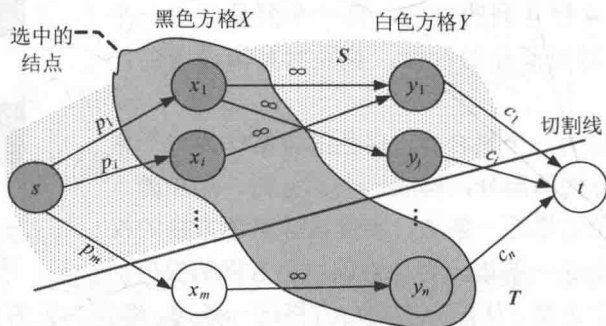 选中的
结点
黑色方格X
白色方格Y
S
x₁
∞
y₁
p₁
∞
c₁
∞
切割线
s
pᵢ
xᵢ
yⱼ
cⱼ
t
⋮
⋮
pₘ
cₙ
xₘ
∞
yₙ
T